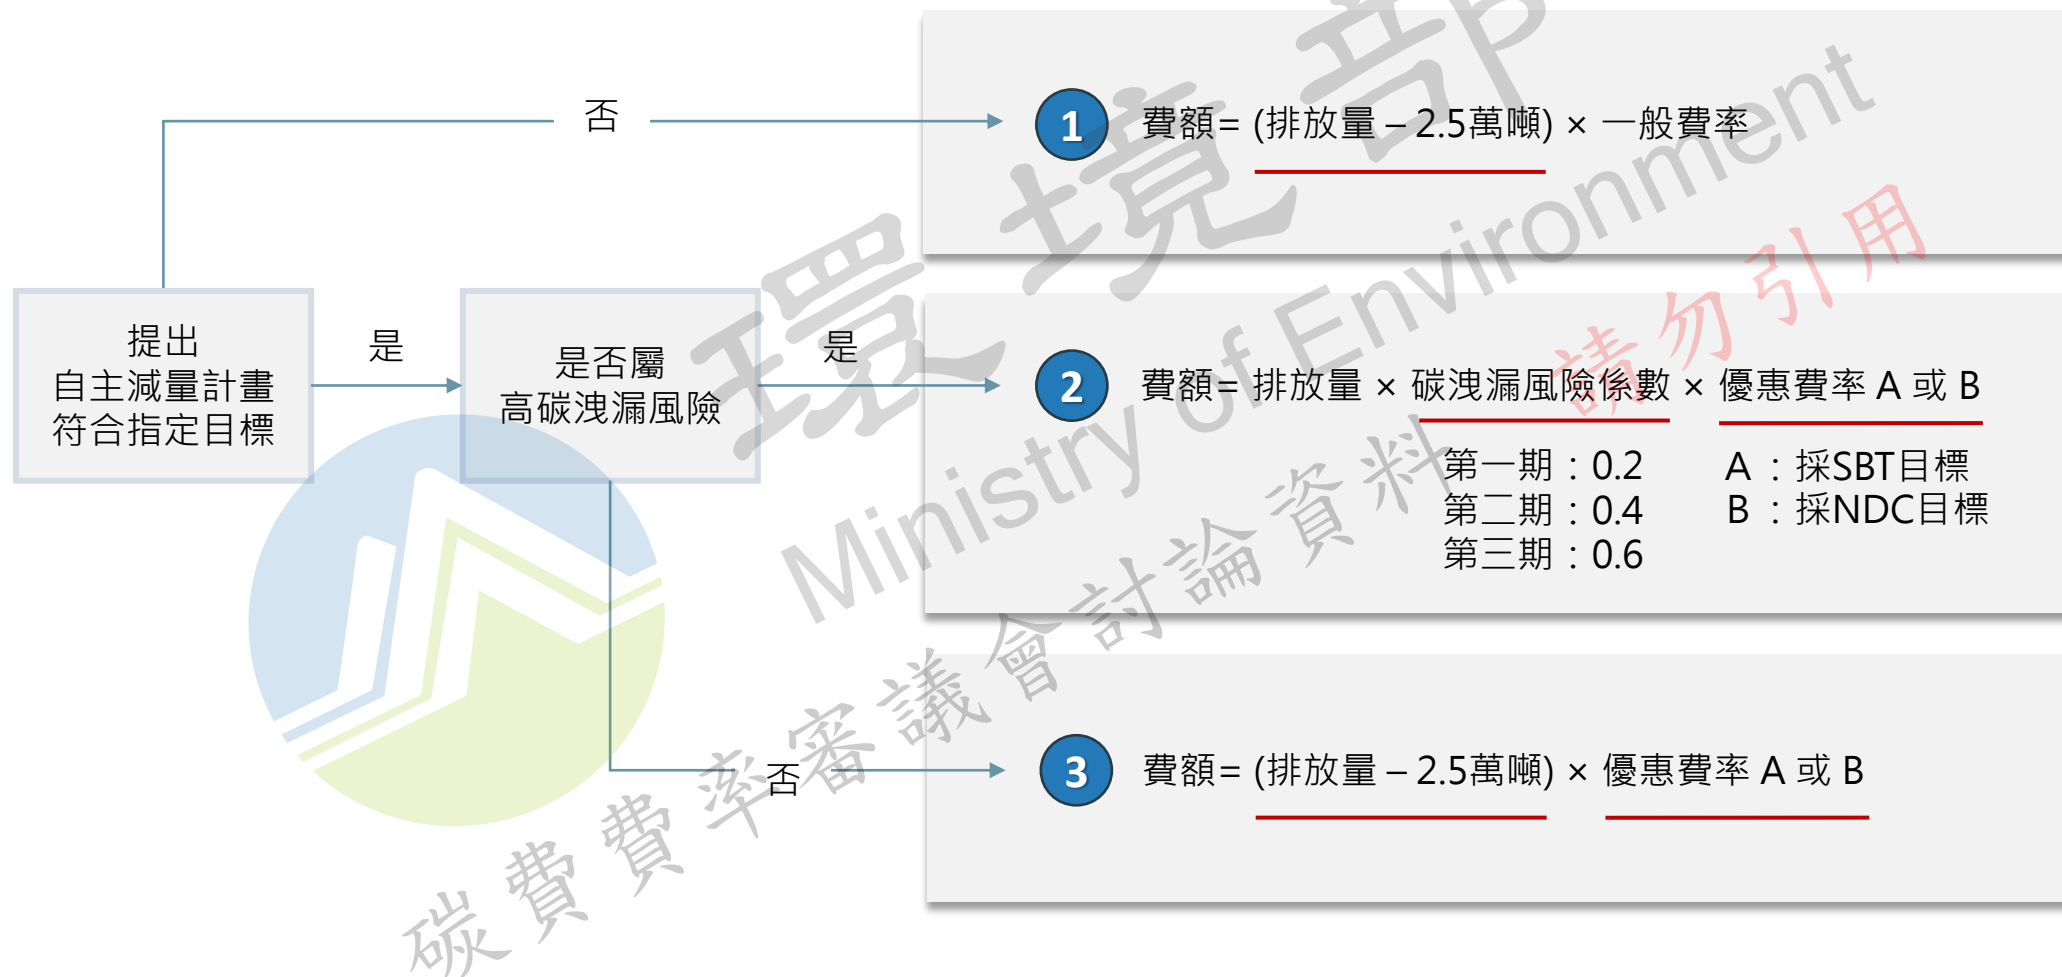 否
1
費額= (排放量 – 2.5萬噸) × 一般費率
提出
自主減量計畫
符合指定目標
是
是否屬
高碳洩漏風險
是
2
費額= 排放量 × 碳洩漏風險係數 × 優惠費率 A 或 B
第一期：0.2
第二期：0.4
第三期：0.6
A ：採SBT目標
B ：採NDC目標
否
3
費額= (排放量 – 2.5萬噸) × 優惠費率 A 或 B
環境部
Ministry of Environment
碳費費率審議會討論資料
請勿引用